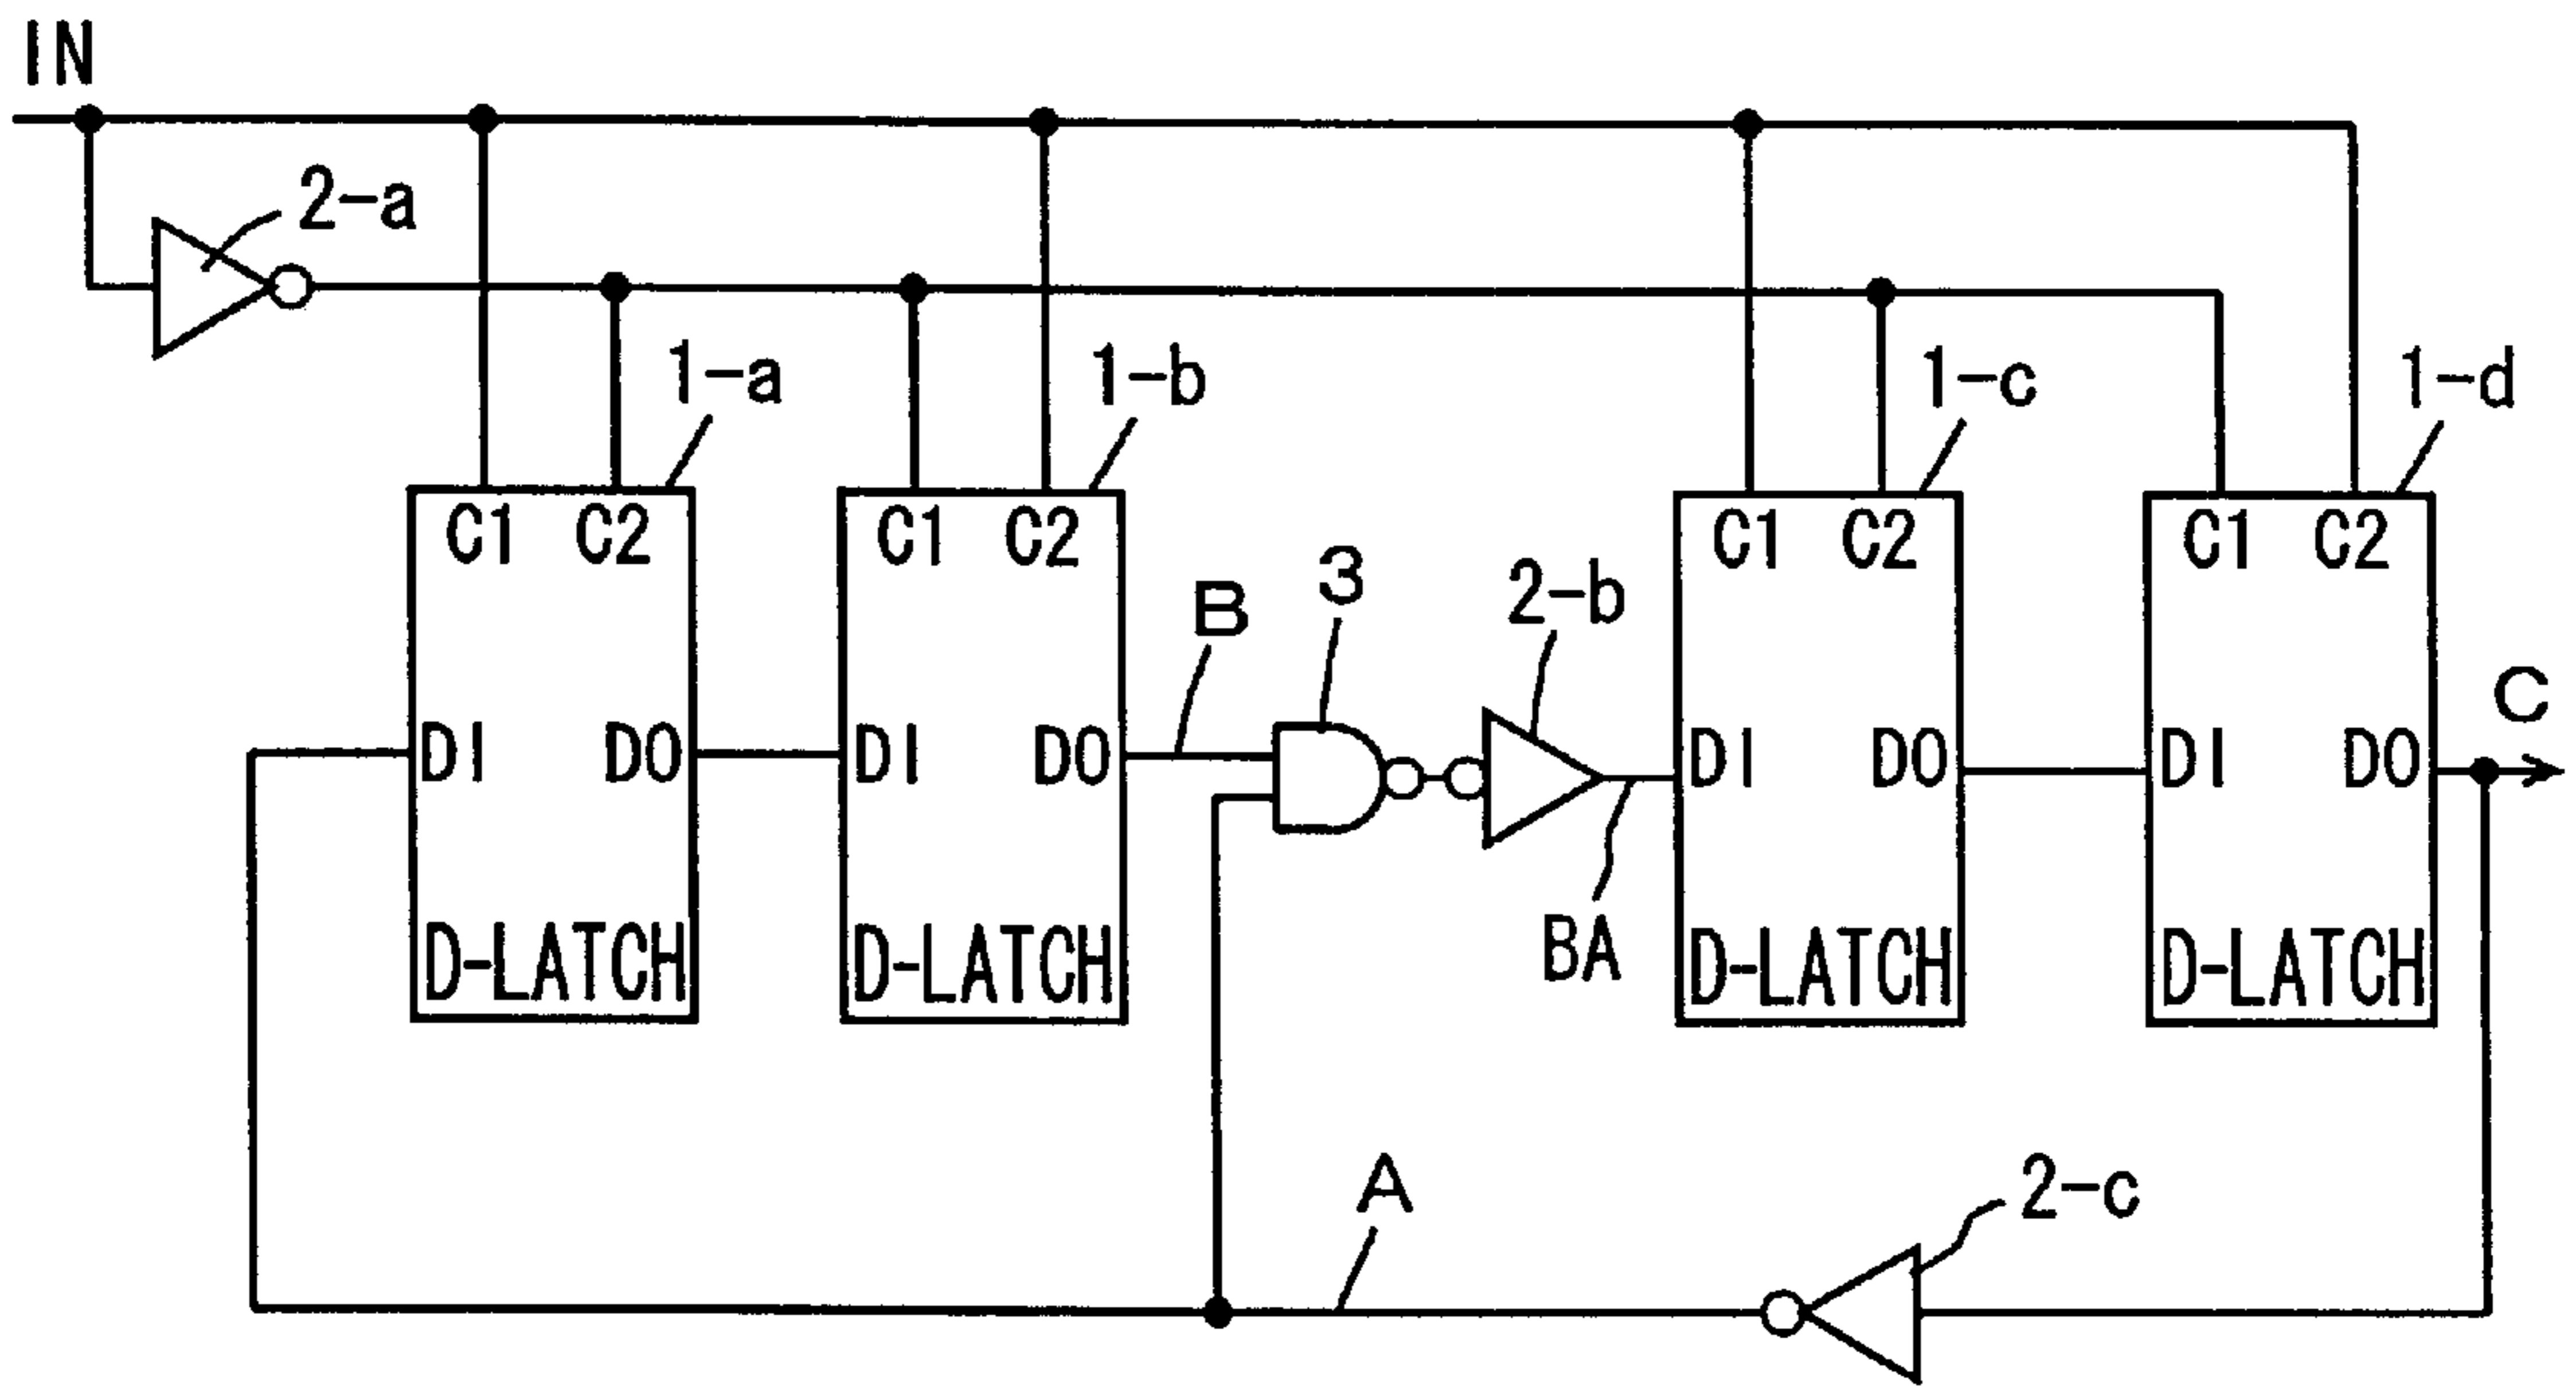 IN
2-a
1-a
1-b
1-c
1-d
C1 C2
C1 C2
C1 C2
C1 C2
B
3
2-b
C
DI DO
DI DO
DI DO
DI DO
D-LATCH
D-LATCH
BA
D-LATCH
D-LATCH
A
2-c